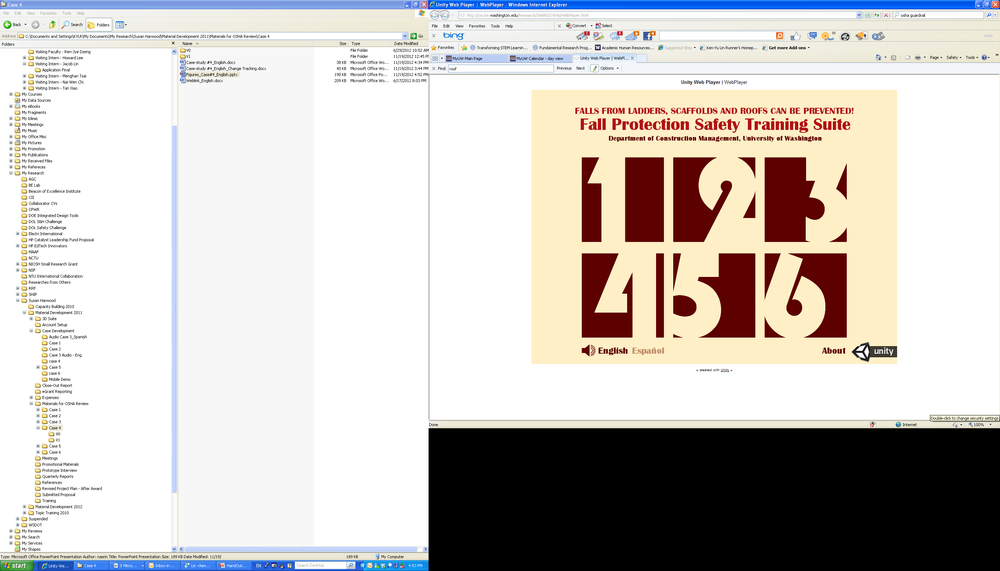 Case 4
File Edit View Favorites Tools Help
Back Search Folders
Address C:\Documents and Settings\KYLR\My Documents\My Research\Susan Harwood\Material Development 2011\Materials for OSHA Review\Case 4 Go
Folders
Visiting Faculty - Ren-Jye Dzeng
Visiting Intern - Howard Lee
Visiting Intern - Jacob Lin
Application Final
Visiting Intern - Menghan Tsai
Visiting Intern - Nai Wen Chi
Visiting Intern - Tan Xiao
My Courses
My Data Sources
My eBooks
My Fragments
My Ideas
My Meetings
My Music
My Office Misc
My Pictures
My Promotion
My Publications
My Received Files
My Refereces
My Research
AGC
BE Lab
Beacon of Excellence Institute
CII
Collaborator CVs
CPWR
DOE Integrated Design Tools
DOL S&H Challenge
DOL Safety Challenge
Electri International
HP Catalyst Leadership Fund Proposal
HP EdTech Innovators
MAAF
NCTU
NIOSH Small Research Grant
NSF
NTU International Collaboration
Researches from Others
RRF
SHIP
Susan Harwood
Capacity Building 2010
Material Development 2011
3D Suite
Account Setup
Case Development
Audio Case 3_Spanish
Case 1
Case 2
Case 3 Audio - Eng
case 4
Case 5
case 6
Mobile Demo
Close-Out Report
eGrant Reporting
Expenses
Materials for OSHA Review
Case 1
Case 2
Case 3
Case 4
V0
V1
Case 5
Case 6
Meetings
Promotional Materials
Prototype Interview
Quarterly Reports
References
Revised Project Plan - After Award
Submitted Proposal
Training
Material Development 2012
Topic Training 2010
Suspended
WSDOT
My Reviews
My Search
My Services
My Shapes
Name Size Type Date Modified
V0 File Folder 6/29/2012 10:52 AM
V1 File Folder 11/19/2012 12:45 P
Case-study #4_English.docx 38 KB Microsoft Office Wo... 11/19/2012 4:34 PM
Case-study #4_English_Change Tracking.docx 40 KB Microsoft Office Wo... 11/19/2012 3:44 PM
Figures_Case#4_English.pptx 190 KB Microsoft Office Po... 11/19/2012 4:52 PM
Weblink_English.docx 209 KB Microsoft Office Wo... 6/17/2012 8:03 PM
Type: Microsoft Office PowerPoint Presentation Author: nasrin Title: PowerPoint Presentation Size: 189 KB Date Modified: 11/19/ 189 KB My Computer
Unity Web Player | WebPlayer - Windows Internet Explorer
http://cm.be.washington.edu/Research/SHARE/OSHA/WebPlayer.html osha guardrail
File Edit View Favorites Tools Help x Convert Select
x bing 50
Favorites Transforming STEM Learnin... Fundamental Research Prog... W Academic Human Resources... Suggested Sites Ken-Yu Lin Runner's Homep... Get more Add-ons
MyUW Main Page MyUW Calendar - day view Unity Web Player | WebPl... Page Safety Tools
x Find: roof Previous Next Options
Unity Web Player | WebPlayer
FALLS FROM LADDERS, SCAFFOLDS AND ROOFS CAN BE PREVENTED!
Fall Protection Safety Training Suite
Department of Construction Management, University of Washington
1 2 3
4 5 6
English Español About unity
« created with Unity »
Double-click to change security settings
Done Internet 100%
start Unity We... Case 4 3 Micro... Inbox in ... Lin <ken... HandOut... EN Search Desktop 4:53 PM